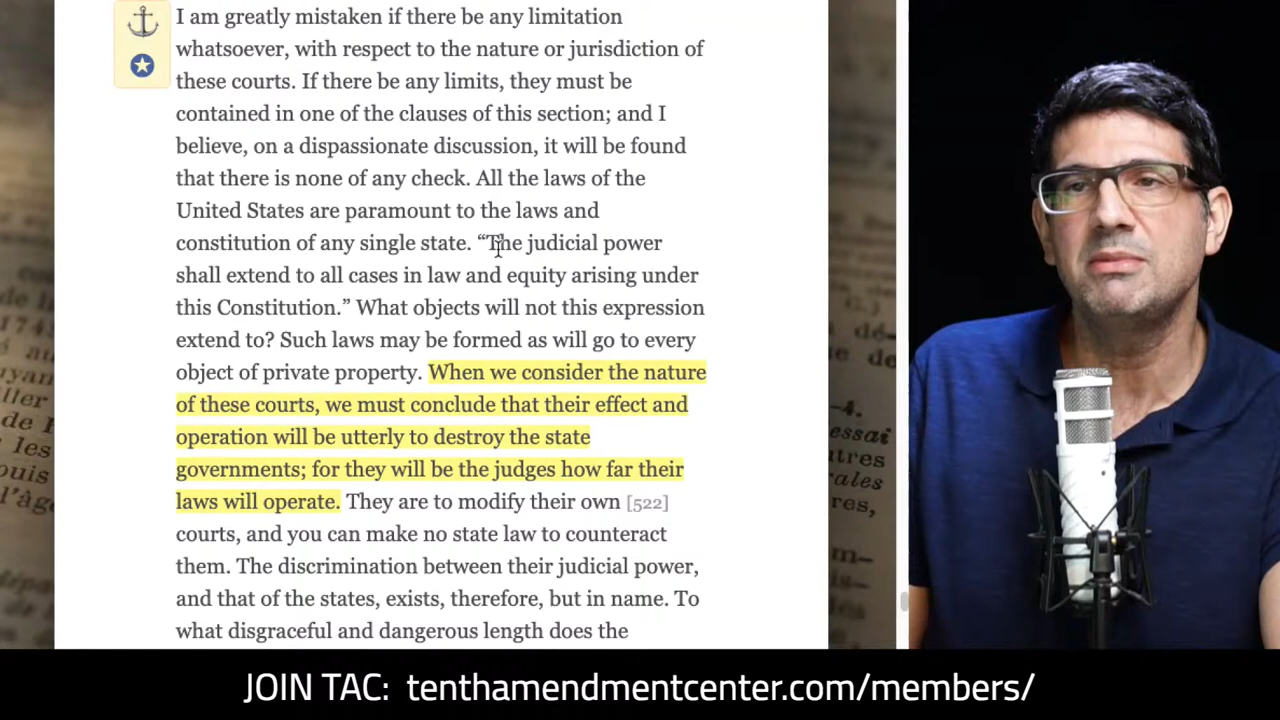 I am greatly mistaken if there be any limitation
whatsoever, with respect to the nature or jurisdiction of
these courts. If there be any limits, they must be
contained in one of the clauses of this section; and I
believe, on a dispassionate discussion, it will be found
that there is none of any check. All the laws of the
United States are paramount to the laws and
constitution of any single state. “The judicial power
shall extend to all cases in law and equity arising under
this Constitution.” What objects will not this expression
extend to? Such laws may be formed as will go to every
object of private property. When we consider the nature
of these courts, we must conclude that their effect and
operation will be utterly to destroy the state
governments; for they will be the judges how far their
laws will operate. They are to modify their own [522]
courts, and you can make no state law to counteract
them. The discrimination between their judicial power,
and that of the states, exists, therefore, but in name. To
what disgraceful and dangerous length does the
JOIN TAC: tenthamendmentcenter.com/members/